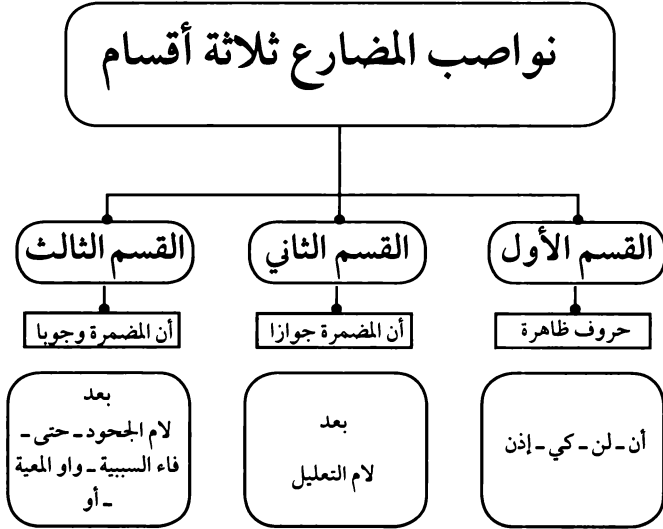 نواصب المضارع ثلاثة أقسام
القسم الأول
القسم الثاني
القسم الثالث
حروف ظاهرة
أن المضمرة جوازا
أن المضمرة وجوبا
أن ـ لن ـ كي ـ إذن
بعد
لام التعليل
بعد
لام الجحود ـ حتى ـ
فاء السببية ـ واو المعية
ـ أو